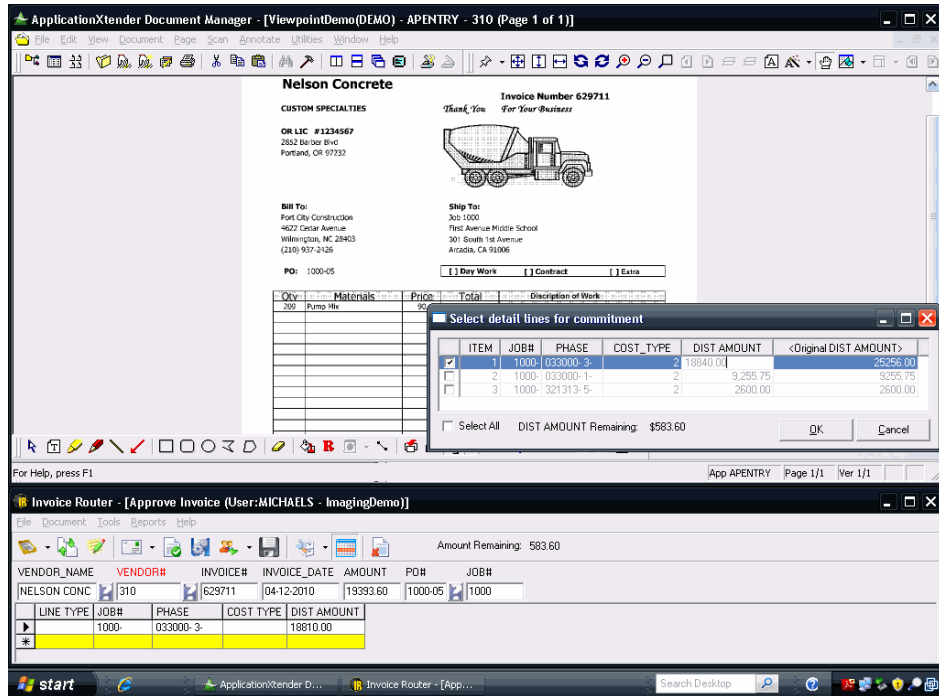 ApplicationXtender Document Manager - [ViewpointDemo(DEMO) - APENTRY - 310 (Page 1 of 1)]
File Edit View Document Page Scan Annotate Utilities Window Help
Nelson Concrete
Invoice Number 629711
CUSTOM SPECIALTIES
Thank You For Your Business
OR LIC #1234567
2852 Barber Blvd
Portland, OR 97232
Bill To:
Port City Construction
4622 Cedar Avenue
Wilmington, NC 28403
(210) 937-2426
Ship To:
Job 1000
First Avenue Middle School
301 South 1st Avenue
Arcadia, CA 91006
PO: 1000-05
[ ] Day Work [ ] Contract [ ] Extra
Qty Materials Price Total Discription of Work
209 Pump Mix 90
Select detail lines for commitment
ITEM JOB# PHASE COST_TYPE DIST AMOUNT <Original DIST AMOUNT>
1 1000- 033000- 3- 2 18840.00 25256.00
2 1000- 033000- 1- 2 9,255.75 9255.75
3 1000- 321313- 5- 2 2600.00 2600.00
Select All DIST AMOUNT Remaining: $583.60
OK Cancel
For Help, press F1
App APENTRY Page 1/1 Ver 1/1
Invoice Router - [Approve Invoice (User:MICHAELS - ImagingDemo)]
File Document Tools Reports Help
Amount Remaining: 583.60
VENDOR_NAME VENDOR# INVOICE# INVOICE_DATE AMOUNT PO# JOB#
NELSON CONC 310 629711 04-12-2010 19393.60 1000-05 1000
LINE TYPE JOB# PHASE COST TYPE DIST AMOUNT
1000- 033000- 3- 18810.00
start
ApplicationXtender D...
Invoice Router - [App...
Search Desktop